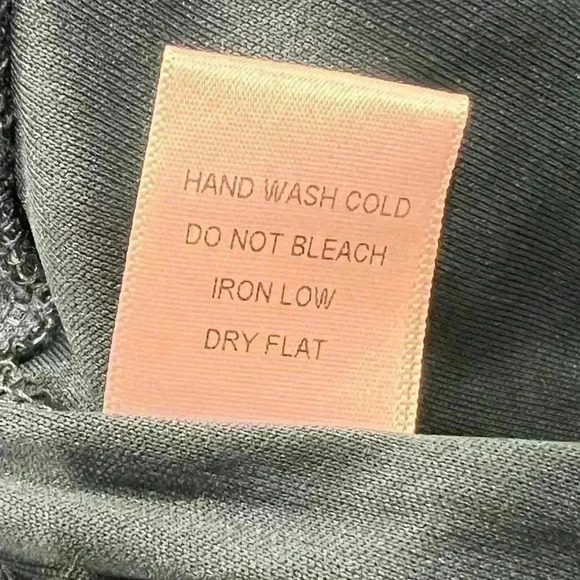 HAND WASH COLD
DO NOT BLEACH
IRON LOW
DRY FLAT